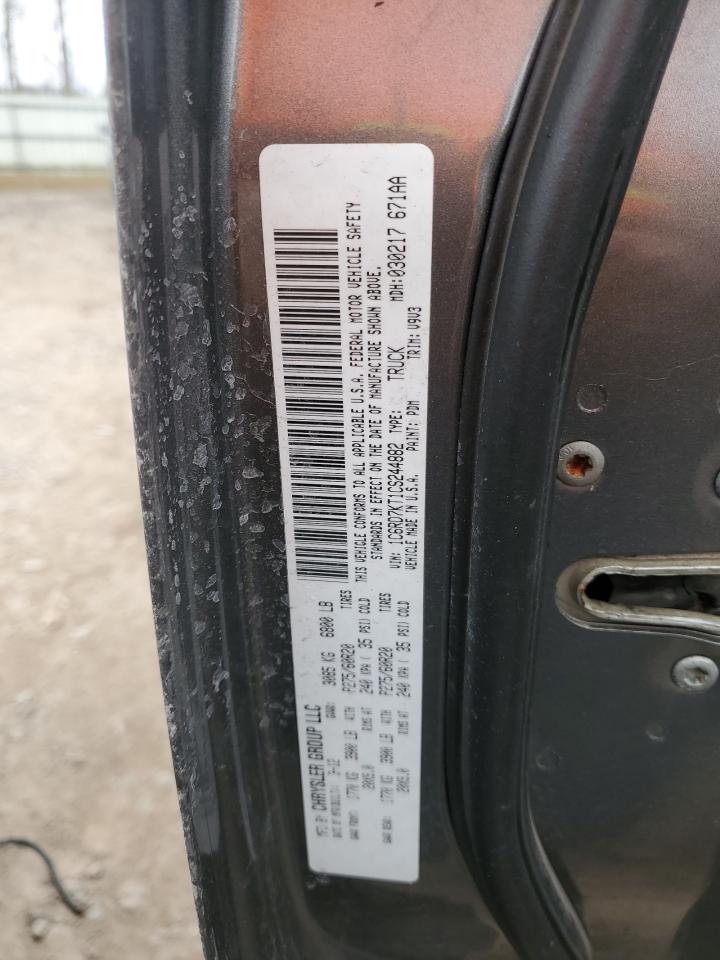 MFD BY: CHRYSLER GROUP LLC
DATE OF MFR: 3-12 GVWR: 3085 KG 6800 LB
GAWR FRONT: 1770 KG 3900 LB WITH P275/60R20 TIRES
20X8.0 RIMS AT 240 KPA ( 35 PSI) COLD
GAWR REAR: 1770 KG 3900 LB WITH P275/60R20 TIRES
20X8.0 RIMS AT 240 KPA ( 35 PSI) COLD
THIS VEHICLE CONFORMS TO ALL APPLICABLE U.S.A. FEDERAL MOTOR VEHICLE SAFETY
STANDARDS IN EFFECT ON THE DATE OF MANUFACTURE SHOWN ABOVE.
VIN: 1C6RD7KT1CS244882 TYPE: TRUCK MDH:030217 671AA
VEHICLE MADE IN U.S.A. PAINT: PDM TRIM: V9V3